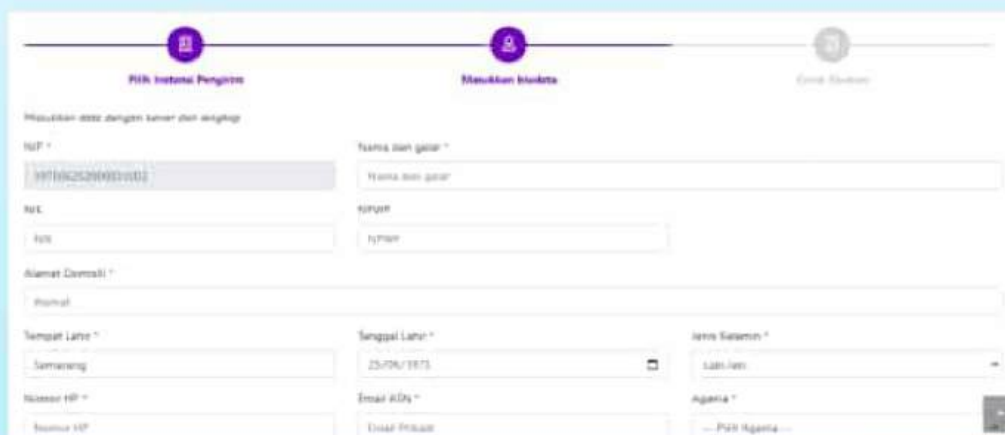 Pilih Instansi Pengirim
Masukkan biodata
Masukkan data dengan benar dan lengkap
NIP *
Nama dan gelar *
Nama dan gelar
NIK
NPWP
NIK
NPWP
Alamat Domisili *
Alamat
Tempat Lahir *
Tanggal Lahir *
Jenis Kelamin *
Semarang
Laki-laki
Nomor HP *
Email ASN *
Agama *
Nomor HP
Email Pribadi
--- Pilih Agama ---